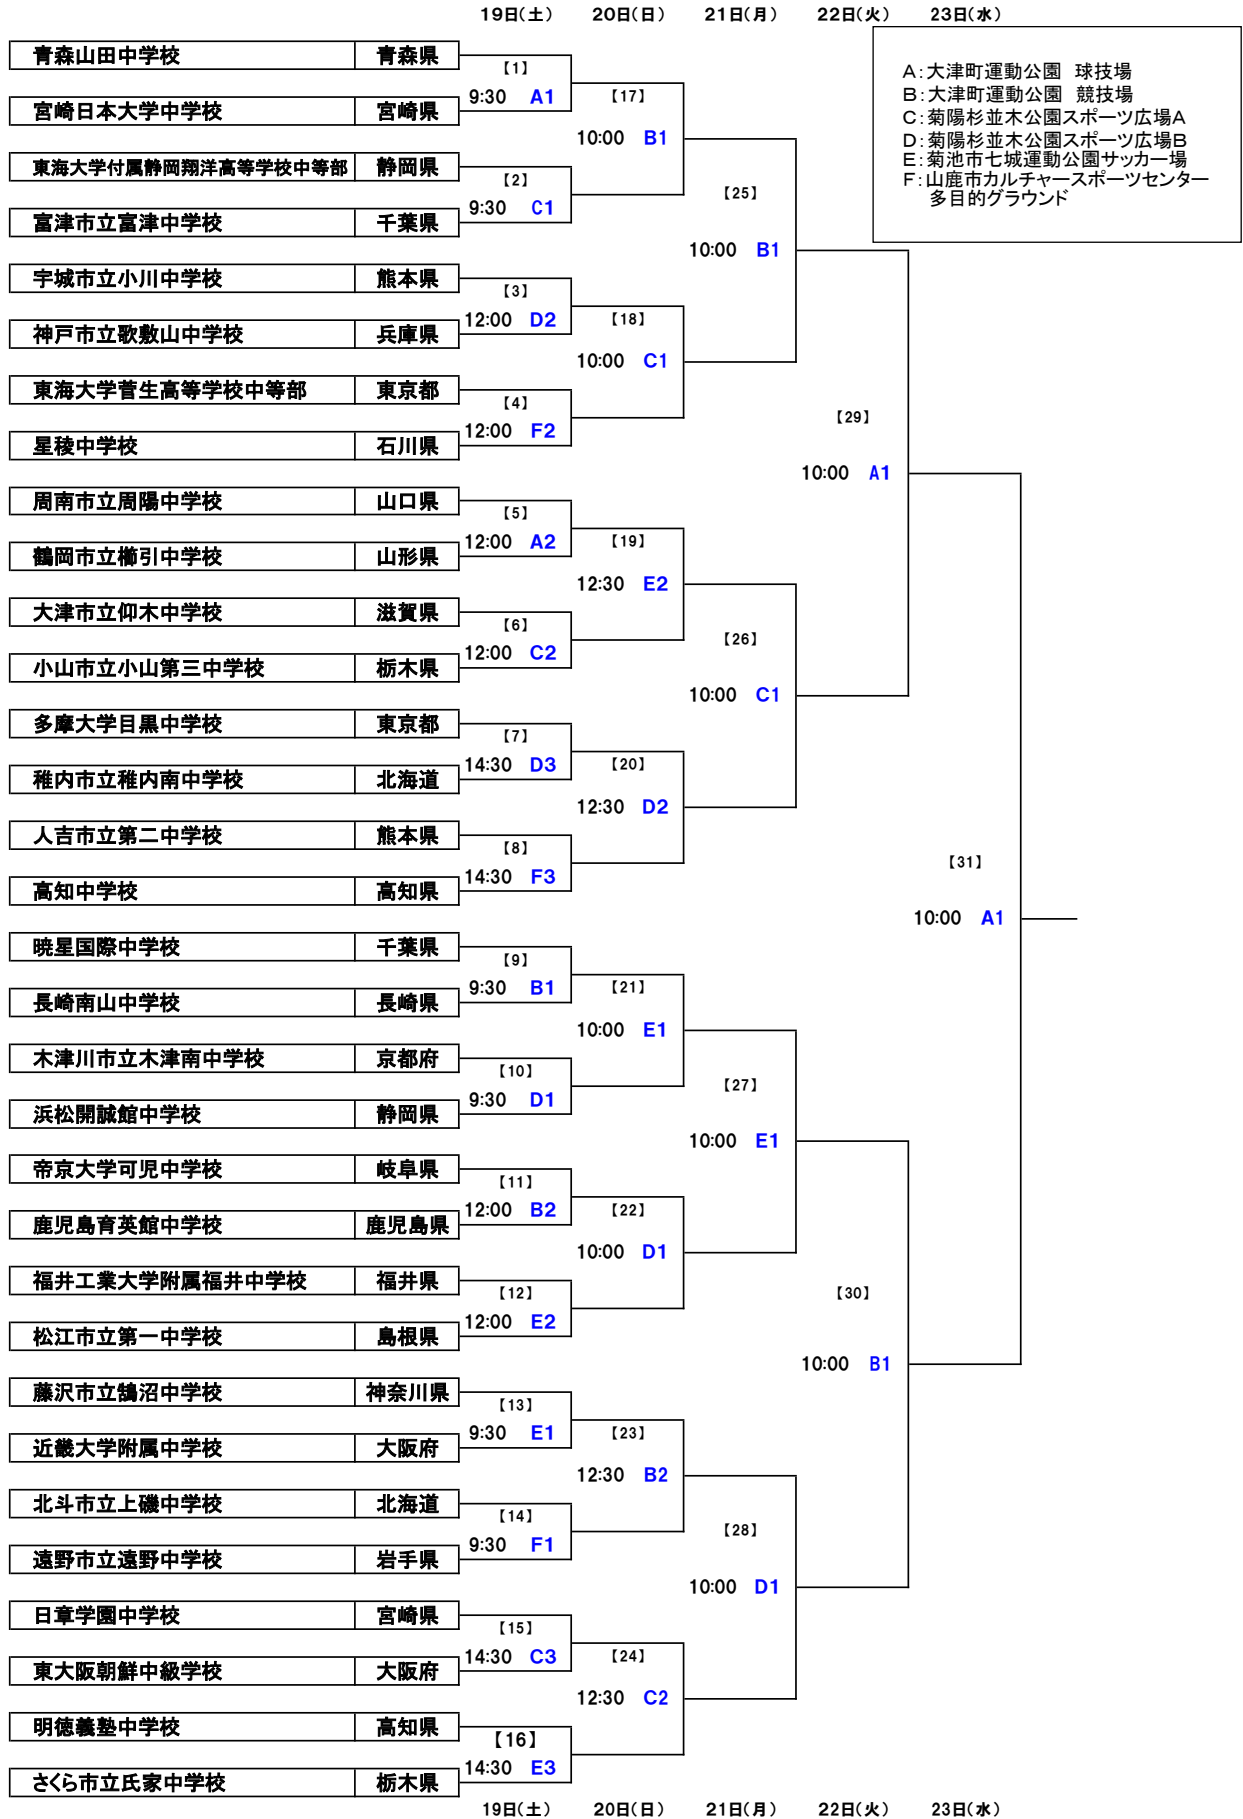 19日(土) 20日(日) 21日(月) 22日(火) 23日(水)
A:大津町運動公園 球技場
B:大津町運動公園 競技場
C:菊陽杉並木公園スポーツ広場A
D:菊陽杉並木公園スポーツ広場B
E:菊池市七城運動公園サッカー場
F:山鹿市カルチャースポーツセンター
多目的グラウンド
青森山田中学校 青森県
【1】
9:30 A1
宮崎日本大学中学校 宮崎県
【17】
10:00 B1
東海大学付属静岡翔洋高等学校中等部 静岡県
【2】
9:30 C1
富津市立富津中学校 千葉県
【25】
10:00 B1
宇城市立小川中学校 熊本県
【3】
12:00 D2
神戸市立歌敷山中学校 兵庫県
【18】
10:00 C1
東海大学菅生高等学校中等部 東京都
【4】
12:00 F2
星稜中学校 石川県
【29】
10:00 A1
周南市立周陽中学校 山口県
【5】
12:00 A2
鶴岡市立櫛引中学校 山形県
【19】
12:30 E2
大津市立仰木中学校 滋賀県
【6】
12:00 C2
小山市立小山第三中学校 栃木県
【26】
10:00 C1
多摩大学目黒中学校 東京都
【7】
14:30 D3
稚内市立稚内南中学校 北海道
【20】
12:30 D2
人吉市立第二中学校 熊本県
【8】
14:30 F3
高知中学校 高知県
【31】
10:00 A1
暁星国際中学校 千葉県
【9】
9:30 B1
長崎南山中学校 長崎県
【21】
10:00 E1
木津川市立木津南中学校 京都府
【10】
9:30 D1
浜松開誠館中学校 静岡県
【27】
10:00 E1
帝京大学可児中学校 岐阜県
【11】
12:00 B2
鹿児島育英館中学校 鹿児島県
【22】
10:00 D1
福井工業大学附属福井中学校 福井県
【12】
12:00 E2
松江市立第一中学校 島根県
【30】
10:00 B1
藤沢市立鵠沼中学校 神奈川県
【13】
9:30 E1
近畿大学附属中学校 大阪府
【23】
12:30 B2
北斗市立上磯中学校 北海道
【14】
9:30 F1
遠野市立遠野中学校 岩手県
【28】
10:00 D1
日章学園中学校 宮崎県
【15】
14:30 C3
東大阪朝鮮中級学校 大阪府
【24】
12:30 C2
明徳義塾中学校 高知県
【16】
14:30 E3
さくら市立氏家中学校 栃木県
19日(土) 20日(日) 21日(月) 22日(火) 23日(水)